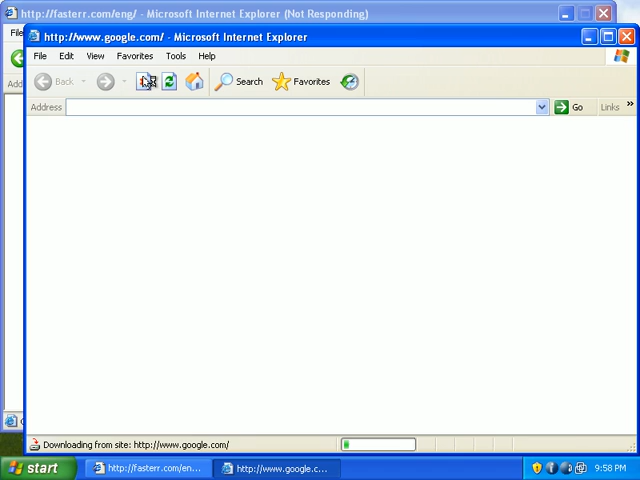 http://fasterr.com/eng/ - Microsoft Internet Explorer (Not Responding)
http://www.google.com/ - Microsoft Internet Explorer
File Edit View Favorites Tools Help
Back Search Favorites
Address Go Links »
Downloading from site: http://www.google.com/
start http://fasterr.com/en... http://www.google.c... 9:58 PM